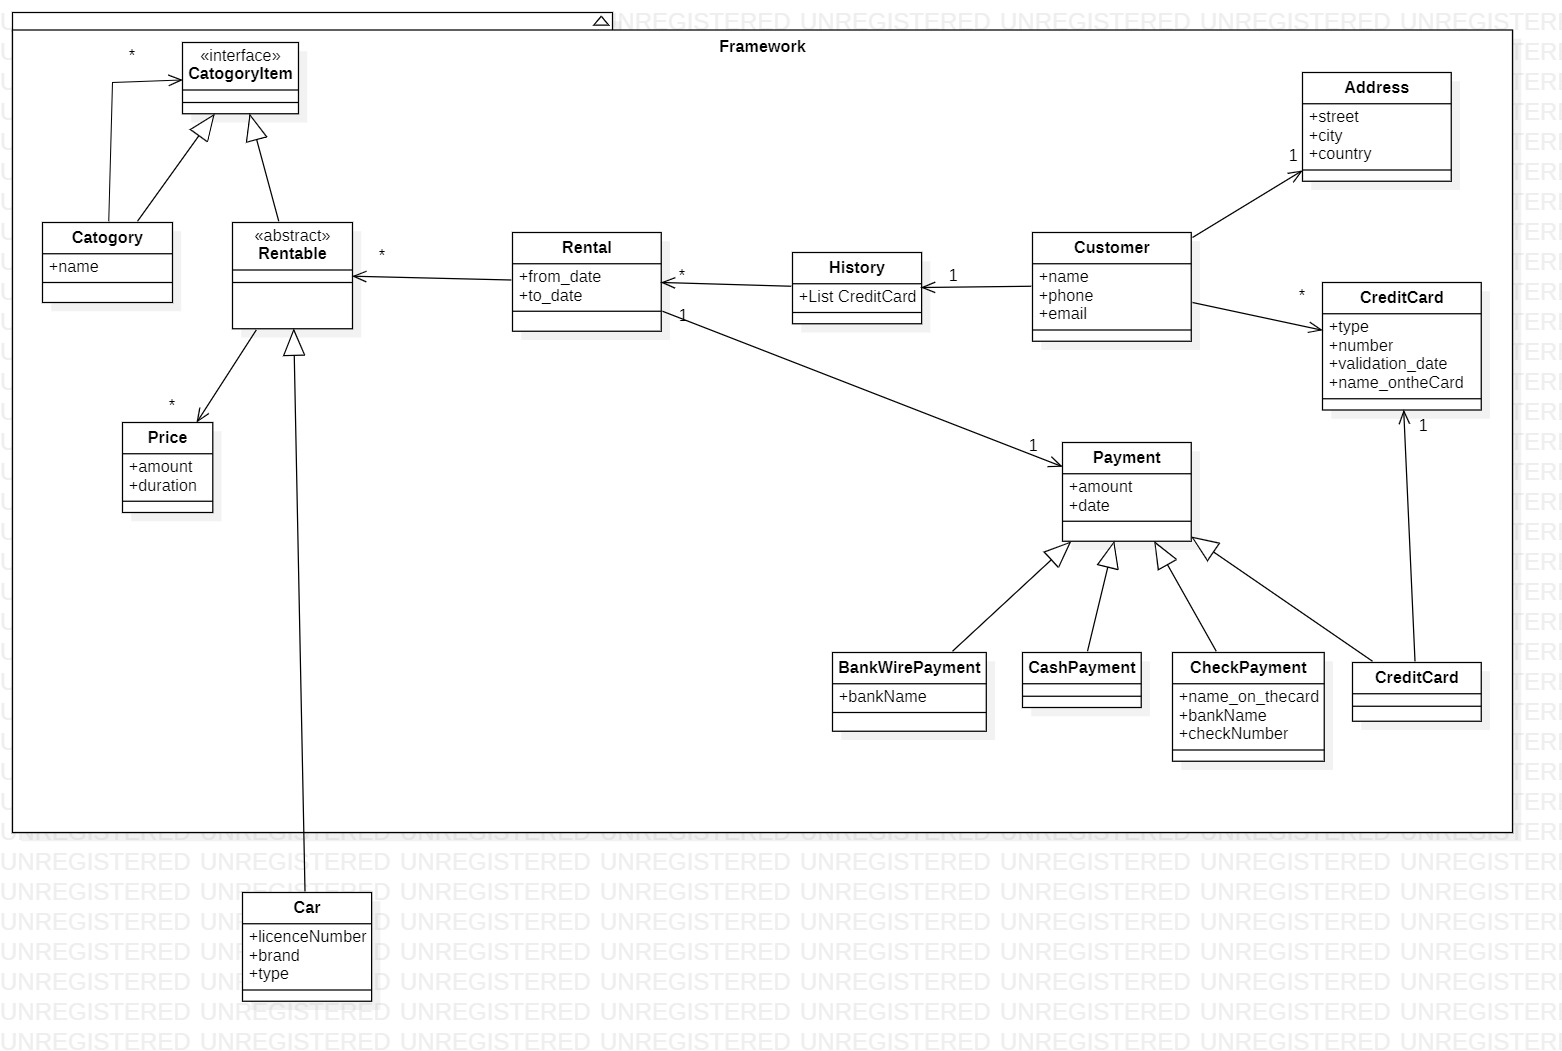 Framework
*
«interface»
CatogoryItem
Catogory
+name
«abstract»
Rentable
*
Price
+amount
+duration
*
Rental
+from_date
+to_date
*
1
History
+List CreditCard
1
Customer
+name
+phone
+email
Address
+street
+city
+country
1
*
CreditCard
+type
+number
+validation_date
+name_ontheCard
1
1
Payment
+amount
+date
BankWirePayment
+bankName
CashPayment
CheckPayment
+name_on_thecard
+bankName
+checkNumber
CreditCard
Car
+licenceNumber
+brand
+type
UNREGISTERED UNREGISTERED UNREGISTERED UNREGISTERED UNREGISTERED UNREGISTERED UNREGISTERED